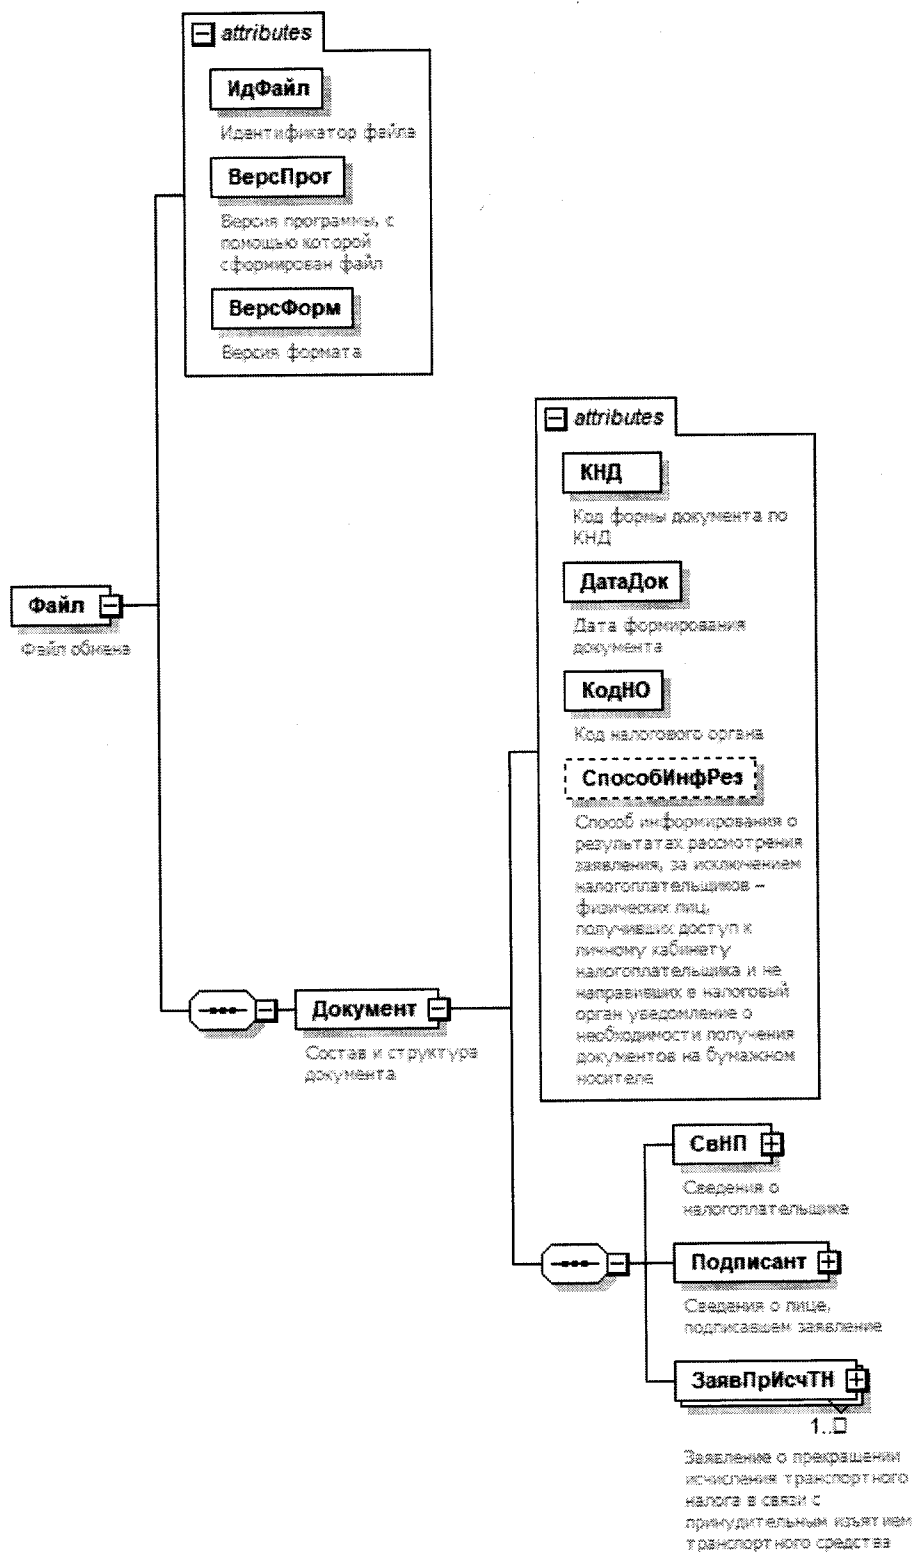 attributes
ИдФайл
Идентификатор файла
ВерсПрог
Версия программы, с
помощью которой
сформирован файл
ВерсФорм
Версия формата
Файл
Файл обмена
attributes
КНД
Код формы документа по
КНД
ДатаДок
Дата формирования
документа
КодНО
Код налогового органа
СпособИнфРез
Способ информирования о
результатах рассмотрения
заявления, за исключением
налогоплательщиков –
физических лиц,
получивших доступ к
личному кабинету
налогоплательщика и не
направивших в налоговый
орган уведомление о
необходимости получения
документов на бумажном
носителе
Документ
Состав и структура
документа
СвНП
Сведения о
налогоплательщике
Подписант
Сведения о лице,
подписавшем заявление
ЗаявПрИсчТН
1..□
Заявление о прекращении
исчисления транспортного
налога в связи с
принудительным изъятием
транспортного средства